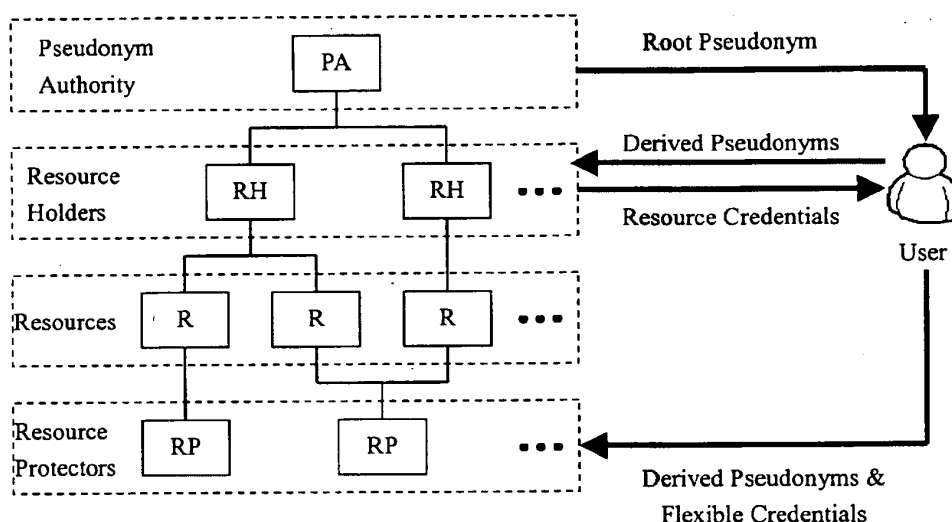 Pseudonym
Authority
PA
Root Pseudonym
Resource
Holders
RH
RH
...
Derived Pseudonyms
Resource Credentials
User
Resources
R
R
R
...
Resource
Protectors
RP
RP
...
Derived Pseudonyms &
Flexible Credentials